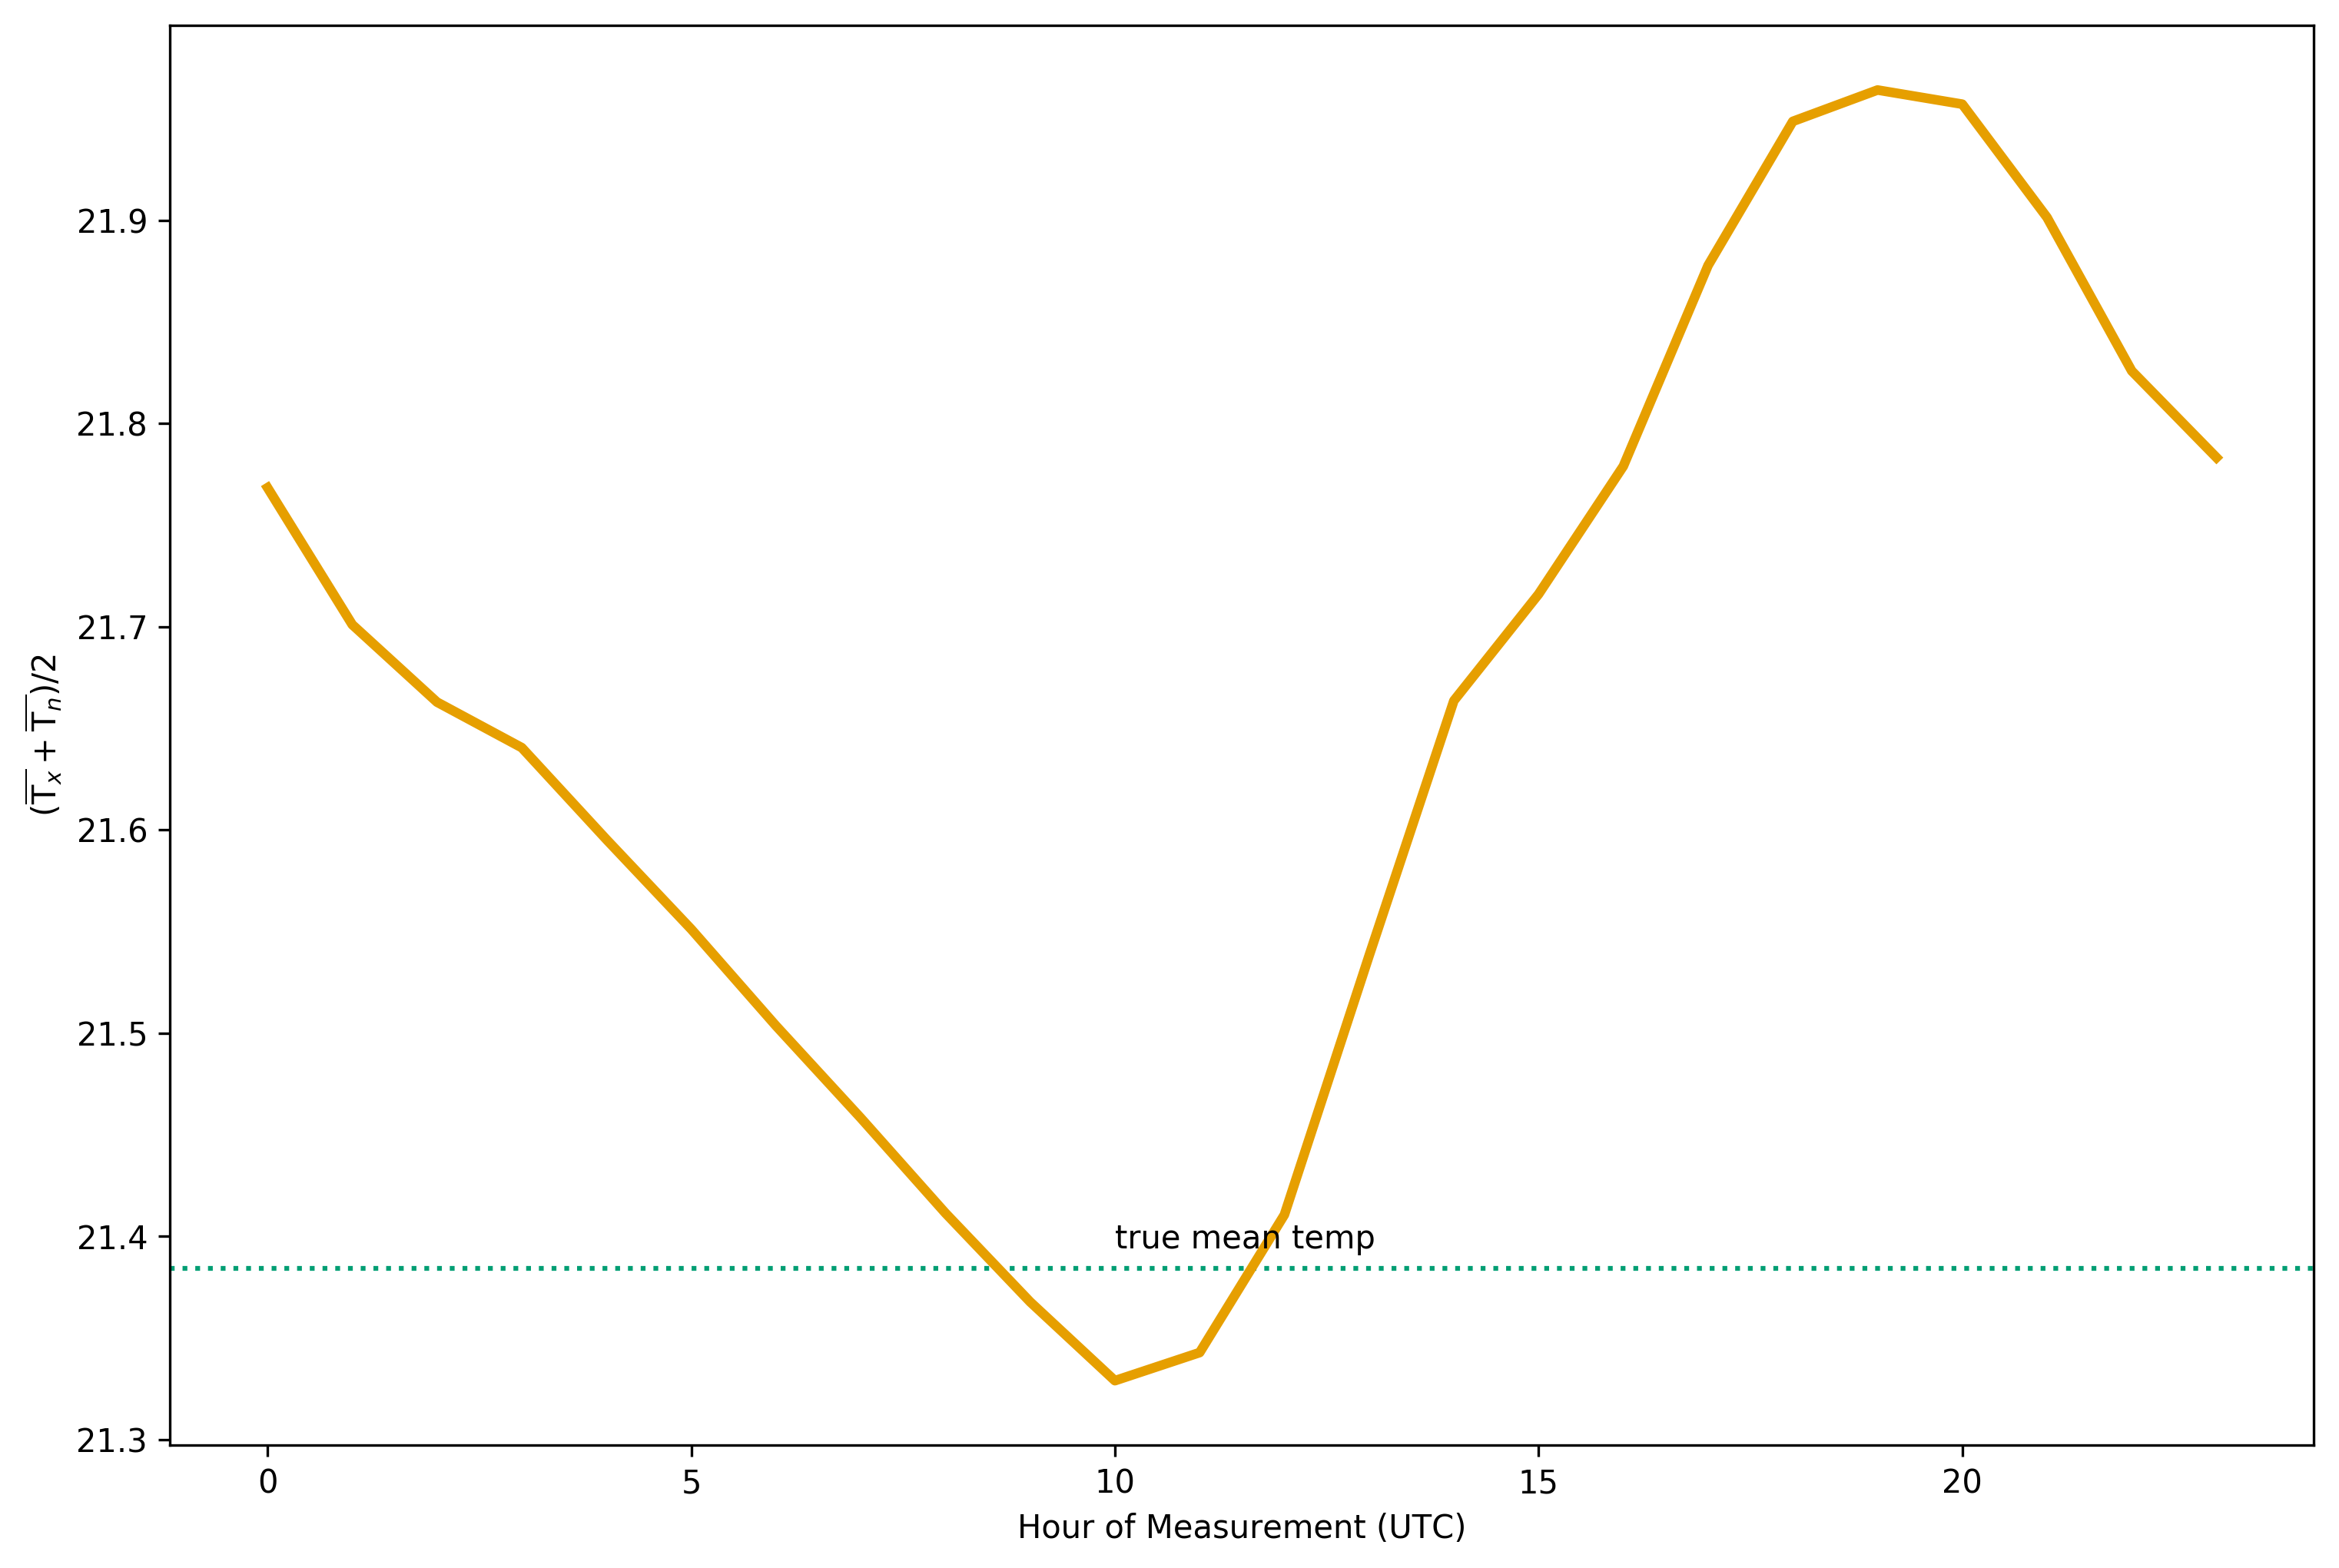 21.9
21.8
21.7
21.6
21.5
21.4
21.3
(T̅ₓ + T̅ₙ)/2
true mean temp
0 5 10 15 20
Hour of Measurement (UTC)